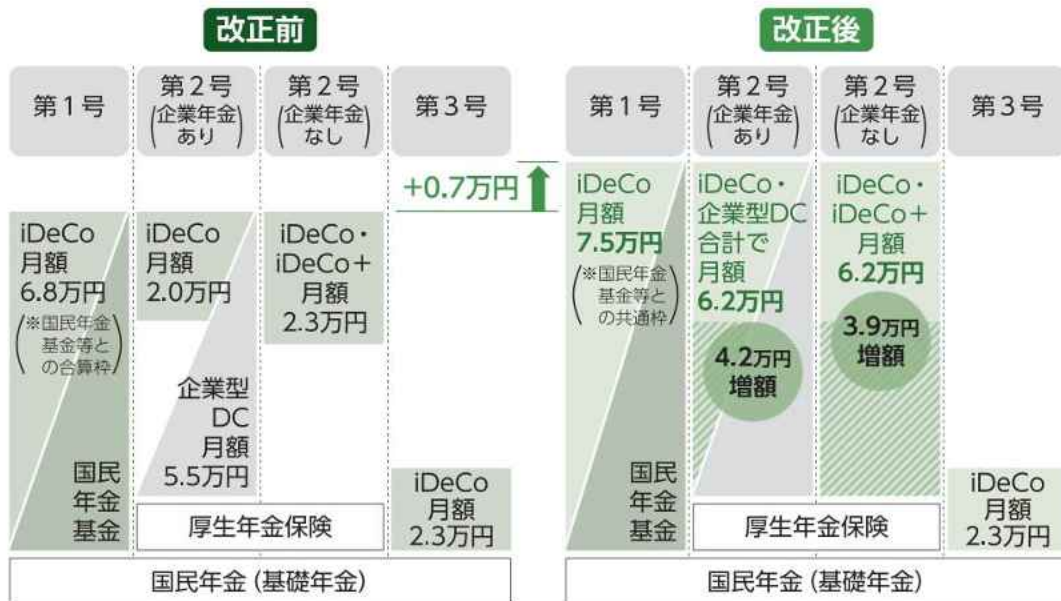 改正前
第1号
第2号
(企業年金
あり)
第2号
(企業年金
なし)
第3号
iDeCo
月額
6.8万円
(※国民年金
基金等と
の合算枠)
国民
年金
基金
iDeCo
月額
2.0万円
企業型
DC
月額
5.5万円
iDeCo・
iDeCo+
月額
2.3万円
iDeCo
月額
2.3万円
厚生年金保険
国民年金(基礎年金)
+0.7万円
改正後
第1号
第2号
(企業年金
あり)
第2号
(企業年金
なし)
第3号
iDeCo
月額
7.5万円
(※国民年金
基金等と
の共通枠)
国民
年金
基金
iDeCo・
企業型DC
合計で
月額
6.2万円
4.2万円
増額
iDeCo・
iDeCo+
月額
6.2万円
3.9万円
増額
iDeCo
月額
2.3万円
厚生年金保険
国民年金(基礎年金)